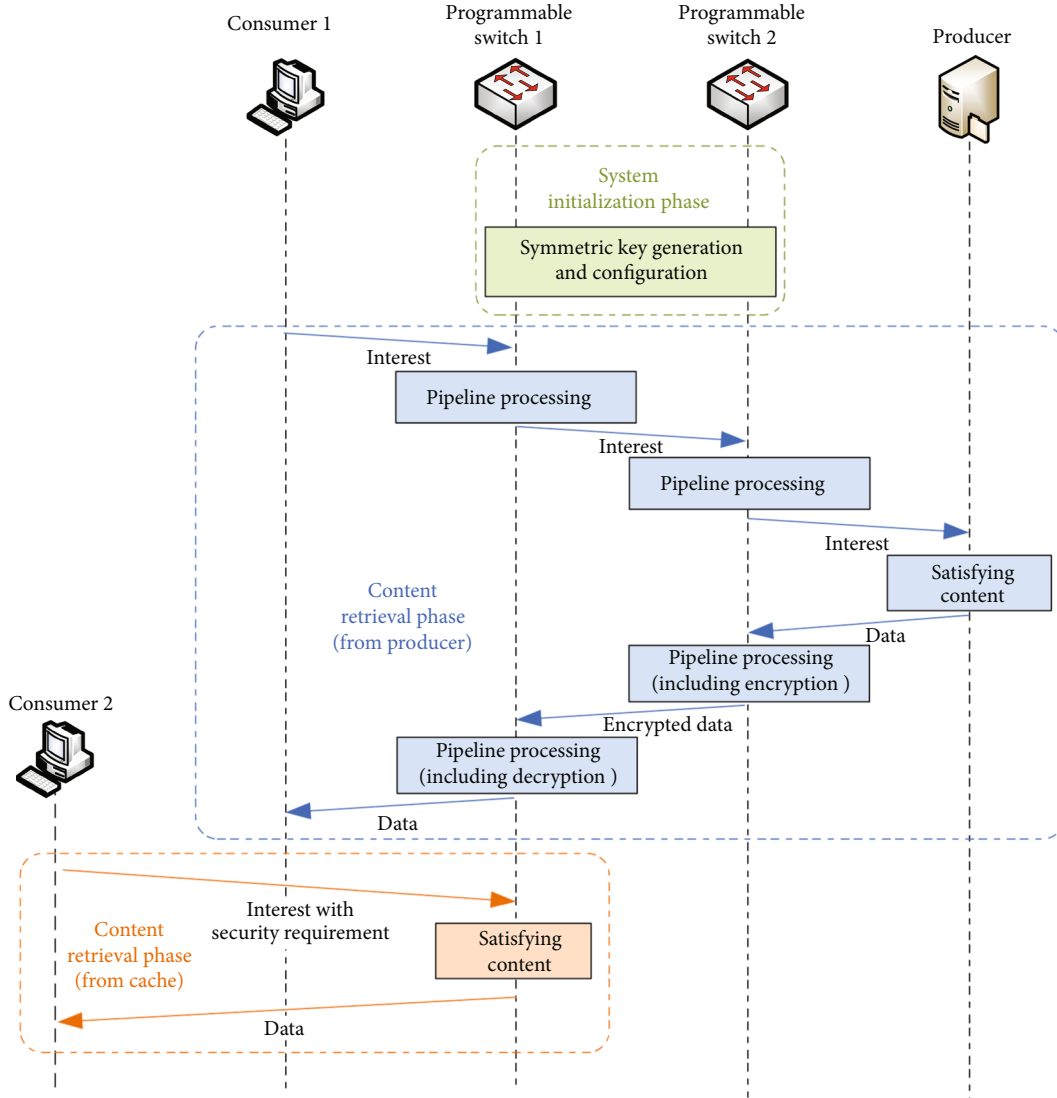 Consumer 1
Programmable
switch 1
Programmable
switch 2
Producer
System
initialization phase
Symmetric key generation
and configuration
Interest
Pipeline processing
Interest
Pipeline processing
Interest
Satisfying
content
Content
retrieval phase
(from producer)
Data
Pipeline processing
(including encryption )
Encrypted data
Consumer 2
Pipeline processing
(including decryption )
Data
Interest with
security requirement
Content
retrieval phase
(from cache)
Satisfying
content
Data